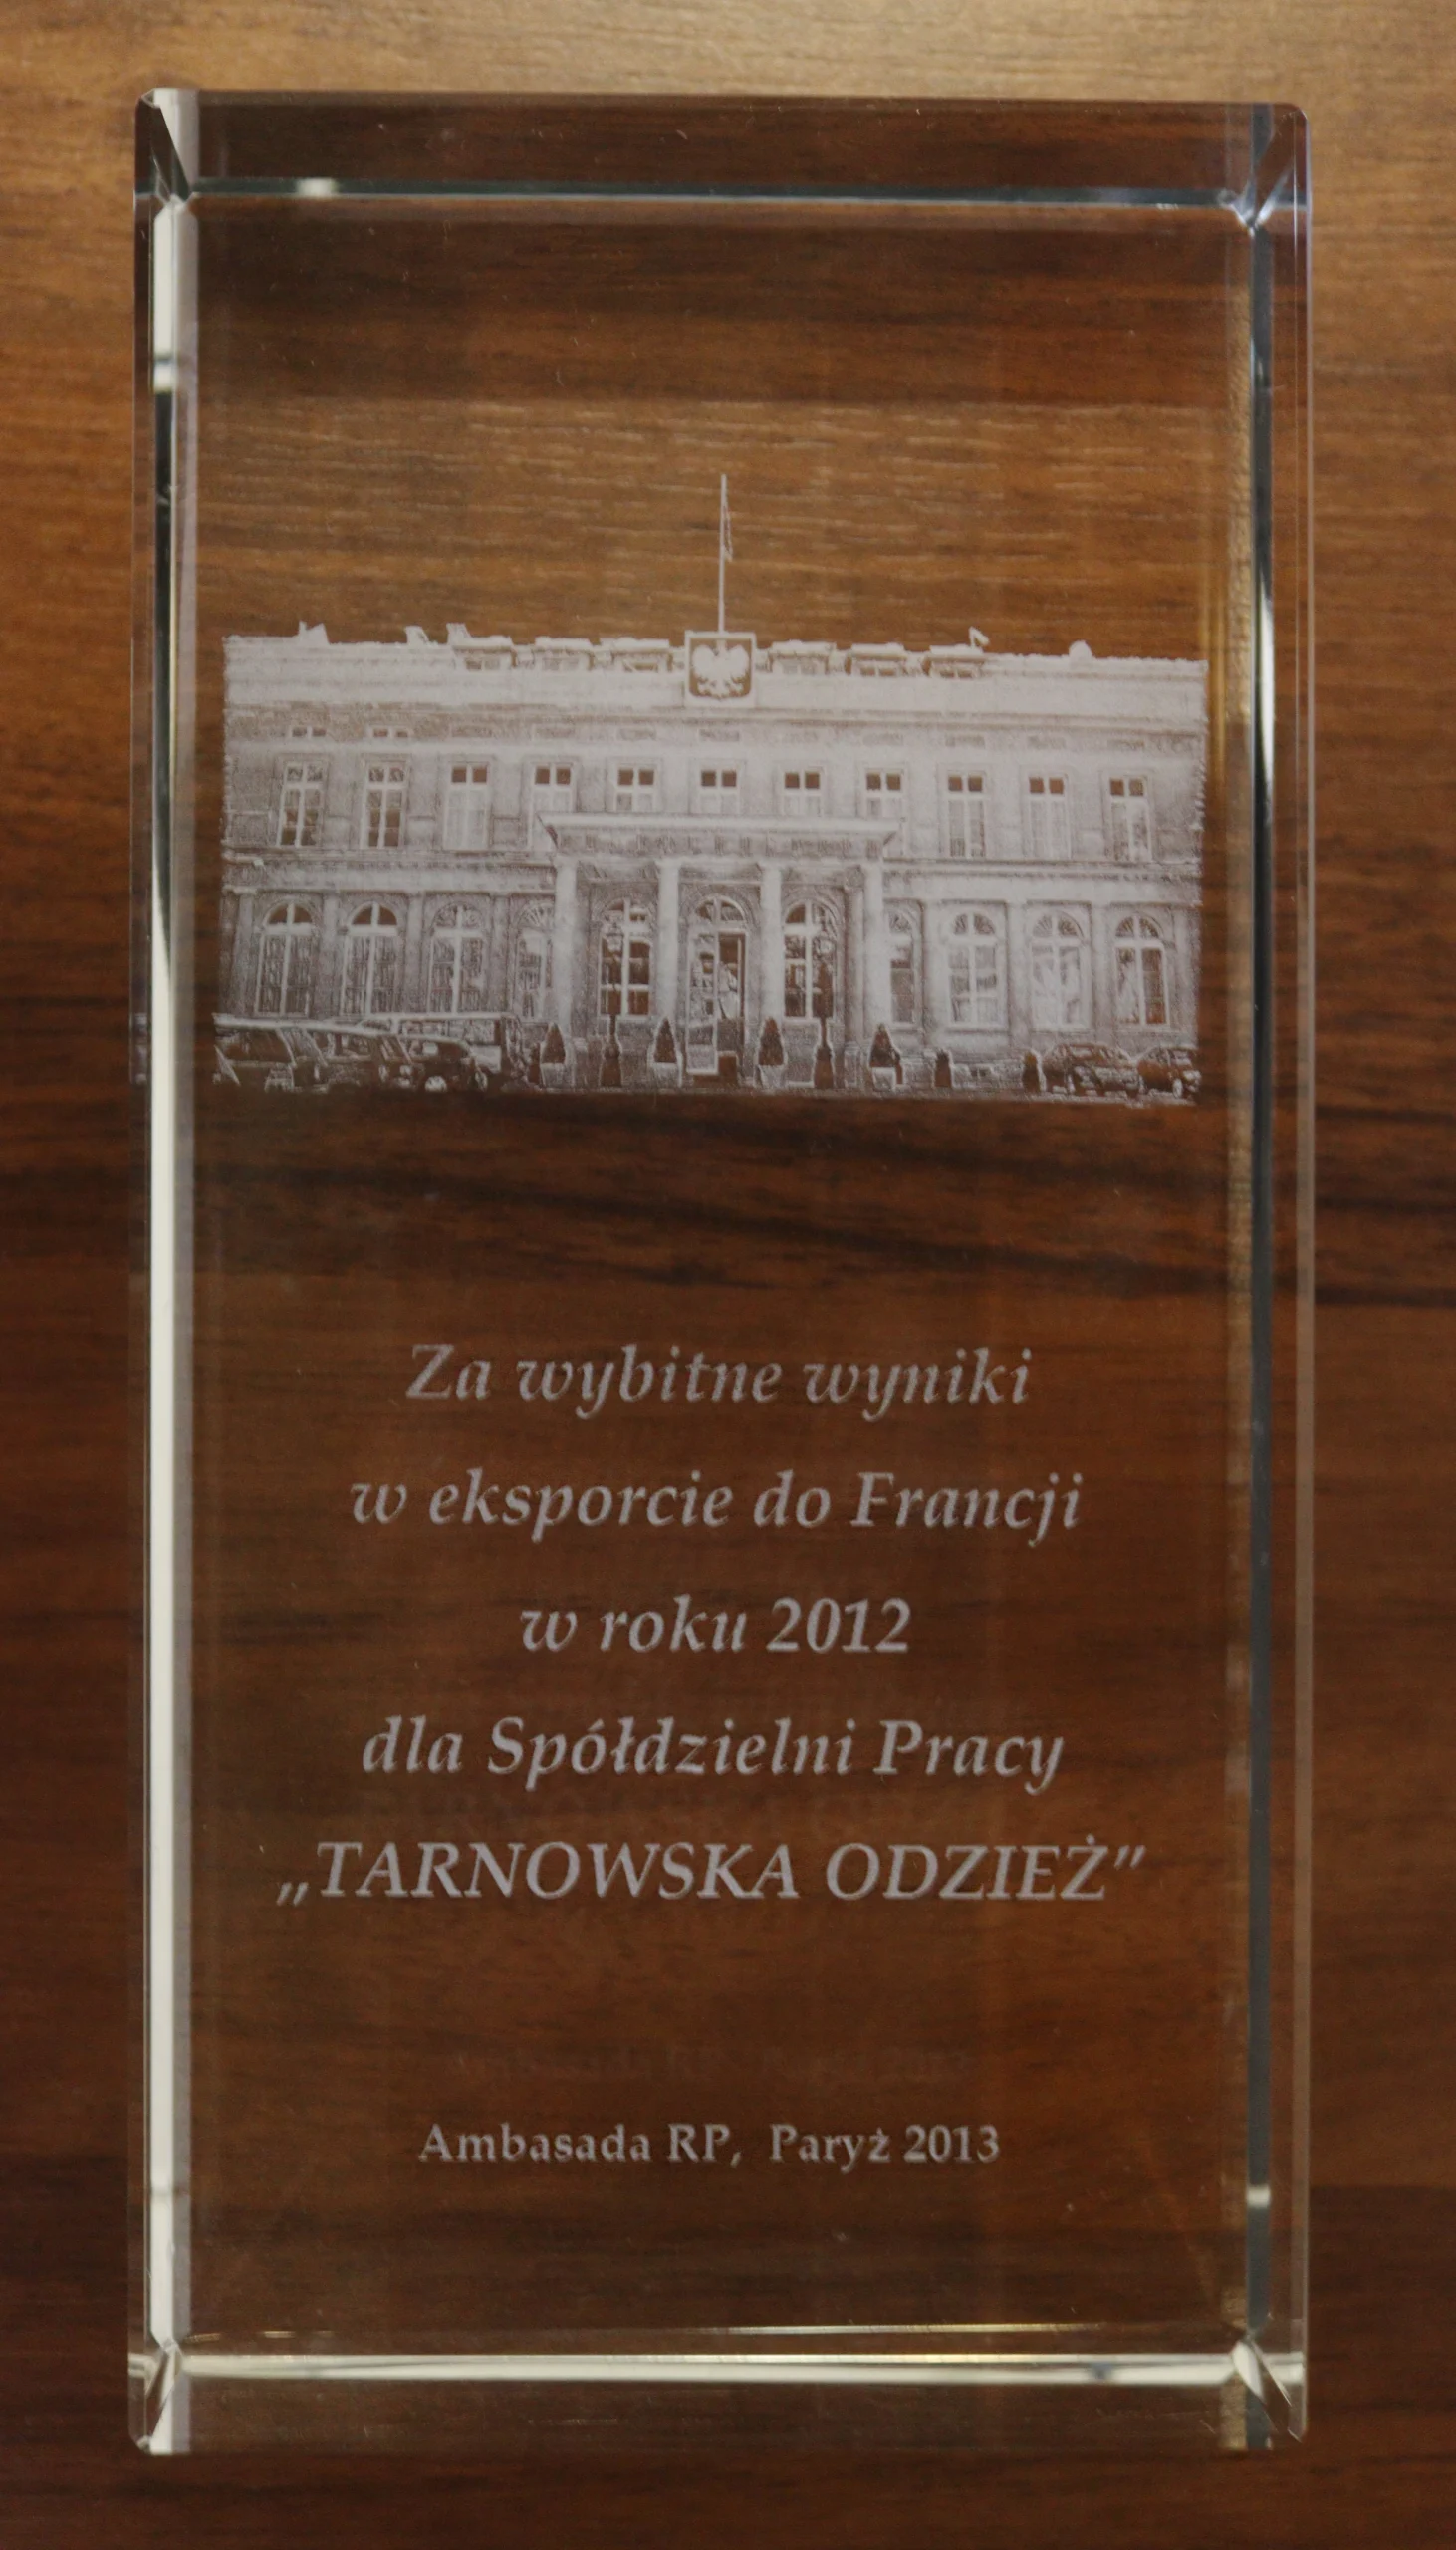 Za wybitne wyniki
w eksporcie do Francji
w roku 2012
dla Spółdzielni Pracy
„TARNOWSKA ODZIEŻ”
Ambasada RP, Paryż 2013